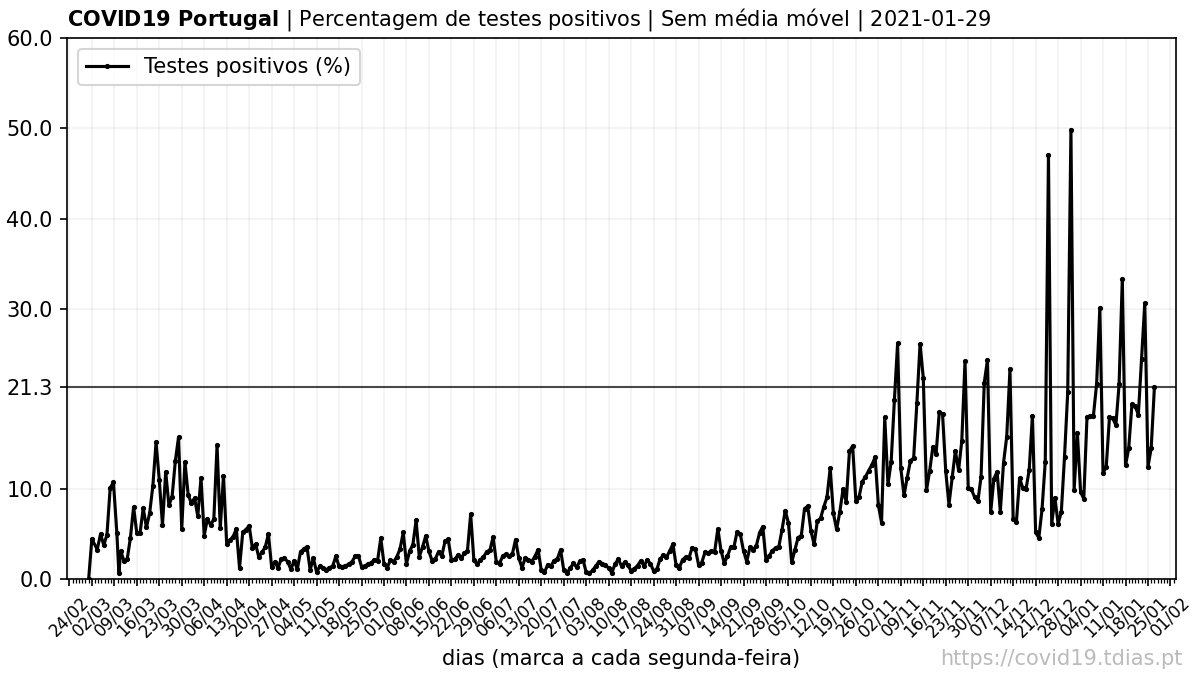 COVID19 Portugal | Percentagem de testes positivos | Sem média móvel | 2021-01-29
60.0
Testes positivos (%)
50.0
40.0
30.0
21.3
10.0
0.0
24/02 02/03 09/03 16/03 23/03 30/03 06/04 13/04 20/04 27/04 04/05 11/05 18/05 25/05 01/06 08/06 15/06 22/06 29/06 06/07 13/07 20/07 27/07 03/08 10/08 17/08 24/08 31/08 07/09 14/09 21/09 28/09 05/10 12/10 19/10 26/10 02/11 09/11 16/11 23/11 30/11 07/12 14/12 21/12 28/12 04/01 11/01 18/01 25/01 01/02
dias (marca a cada segunda-feira)
https://covid19.tdias.pt